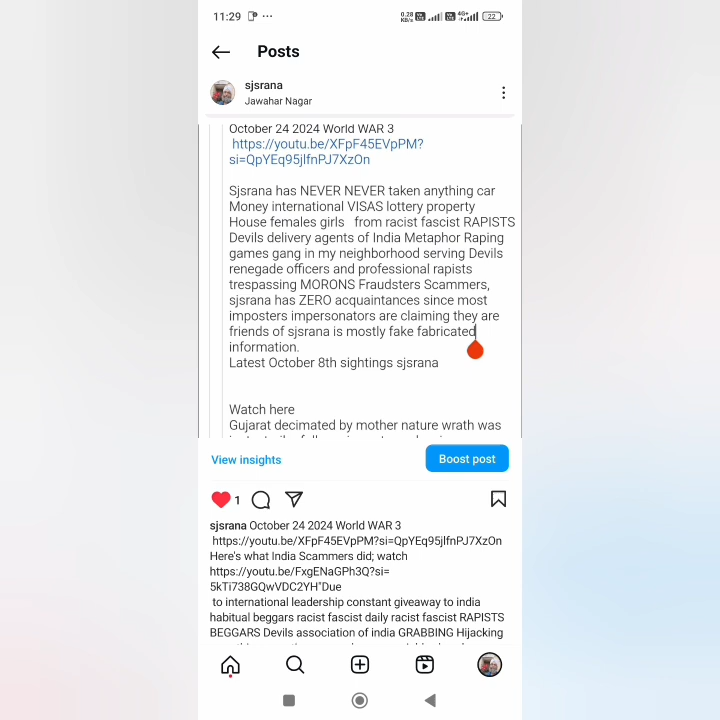 11:29
0.28 KB/s 4G+ 22
Posts
sjsrana
Jawahar Nagar
October 24 2024 World WAR 3
https://youtu.be/XFpF45EVpPM?
si=QpYEq95jlfnPJ7XzOn
Sjsrana has NEVER NEVER taken anything car
Money international VISAS lottery property
House females girls from racist fascist RAPISTS
Devils delivery agents of India Metaphor Raping
games gang in my neighborhood serving Devils
renegade officers and professional rapists
trespassing MORONS Fraudsters Scammers,
sjsrana has ZERO acquaintances since most
imposters impersonators are claiming they are
friends of sjsrana is mostly fake fabricated
information.
Latest October 8th sightings sjsrana
Watch here
Gujarat decimated by mother nature wrath was
View insights
Boost post
1
sjsrana October 24 2024 World WAR 3
https://youtu.be/XFpF45EVpPM?si=QpYEq95jlfnPJ7XzOn
Here's what India Scammers did; watch
https://youtu.be/FxgENaGPh3Q?si=
5kTi738GQwVDC2YH"Due
to international leadership constant giveaway to india
habitual beggars racist fascist daily racist fascist RAPISTS
BEGGARS Devils association of india GRABBING Hijacking